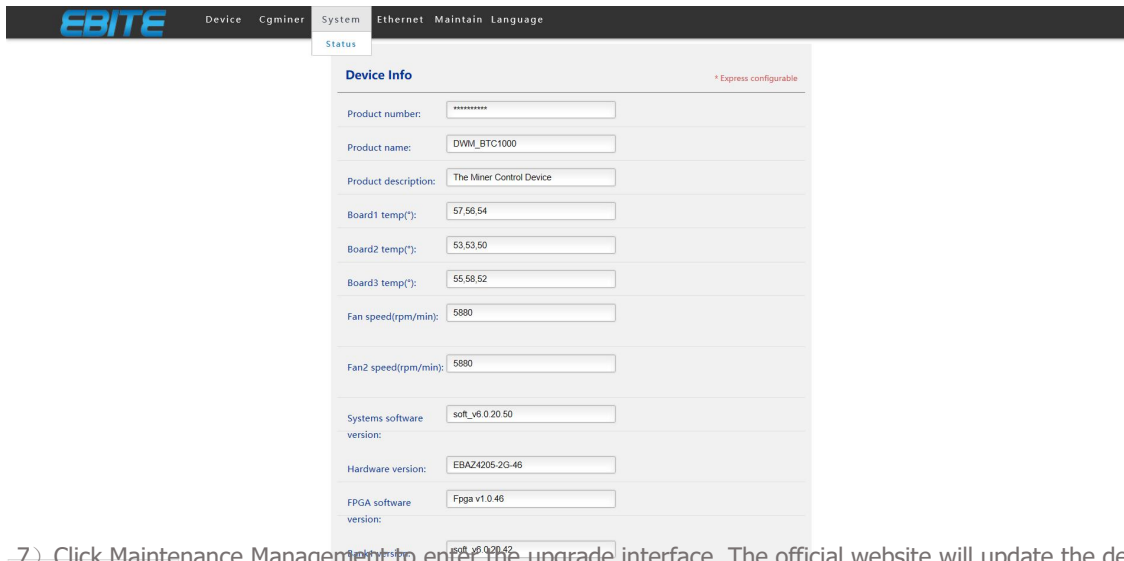 EBITE Device Cgminer System Ethernet Maintain Language
Status
Device Info * Express configurable
Product number: **********
Product name: DWM_BTC1000
Product description: The Miner Control Device
Board1 temp(°): 57,56,54
Board2 temp(°): 53,53,50
Board3 temp(°): 55,58,52
Fan speed(rpm/min): 5880
Fan2 speed(rpm/min): 5880
Systems software version: soft_v6.0.20.50
Hardware version: EBAZ4205-2G-46
FPGA software version: Fpga v1.0.46
Bank1 version: soft_v6.0.20.42
7）Click Maintenance Management to enter the upgrade interface. The official website will update the de